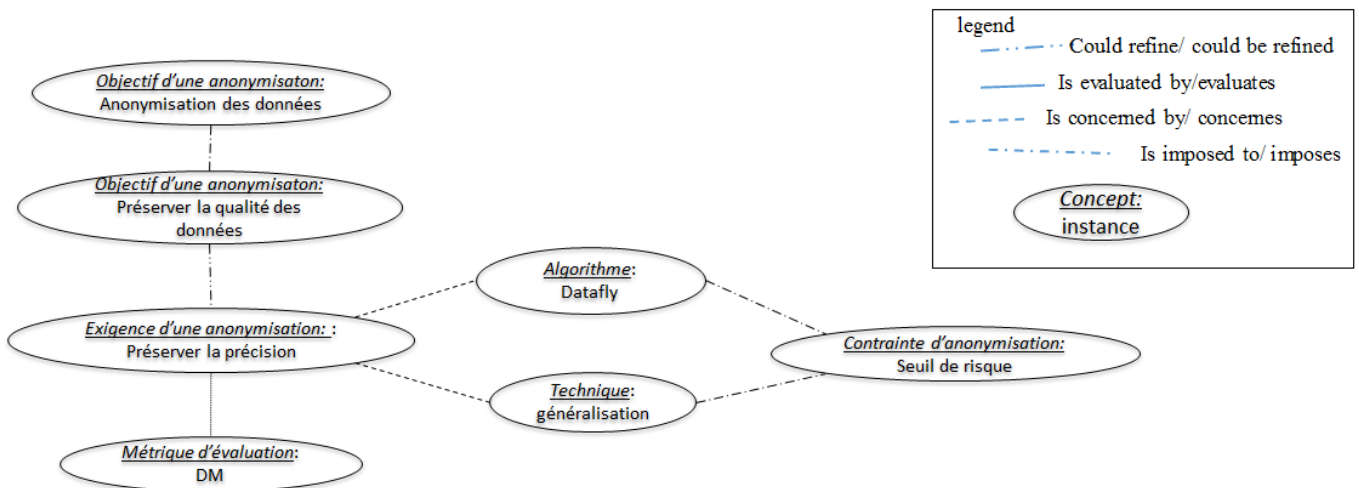 Objectif d'une anonymisaton:
Anonymisation des données
Objectif d'une anonymisaton:
Préserver la qualité des
données
Exigence d'une anonymisation: :
Préserver la précision
Métrique d'évaluation:
DM
Algorithme:
Datafly
Technique:
généralisation
Contrainte d'anonymisation:
Seuil de risque
legend
Could refine/ could be refined
Is evaluated by/evaluates
Is concerned by/ concernes
Is imposed to/ imposes
Concept:
instance